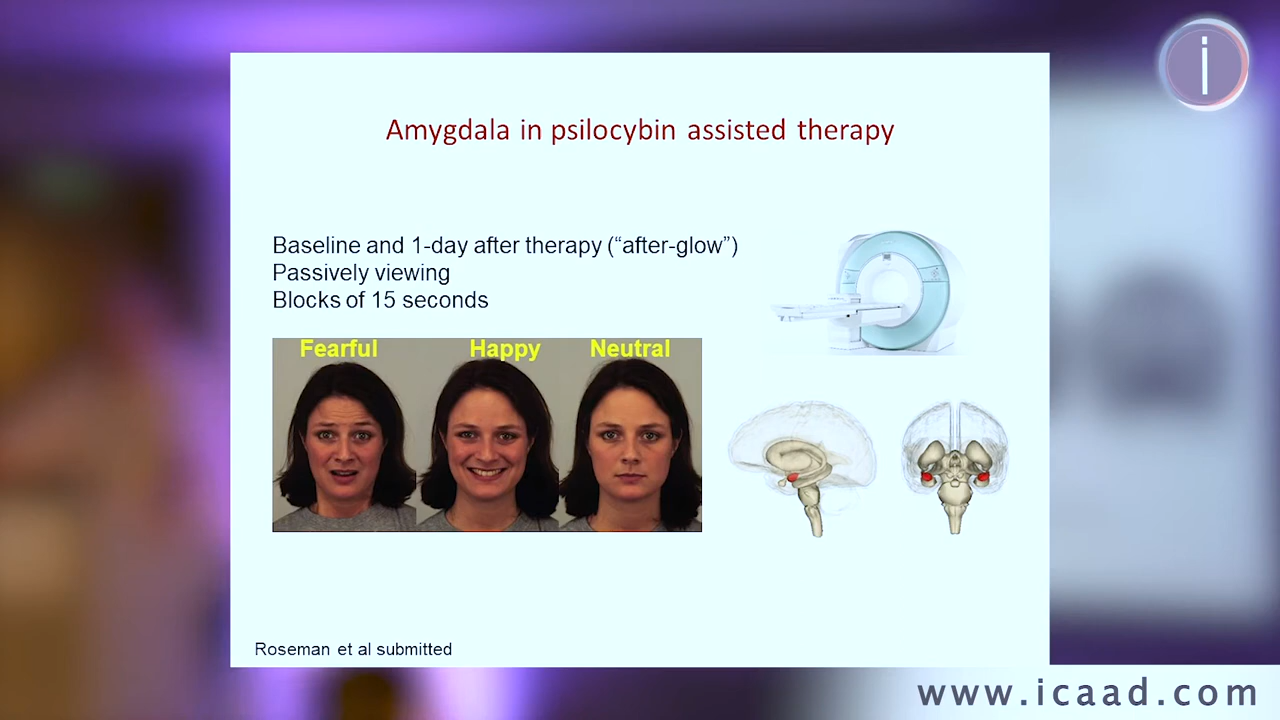 i
Amygdala in psilocybin assisted therapy
Baseline and 1-day after therapy (“after-glow”)
Passively viewing
Blocks of 15 seconds
Fearful Happy Neutral
Roseman et al submitted
www.icaad.com